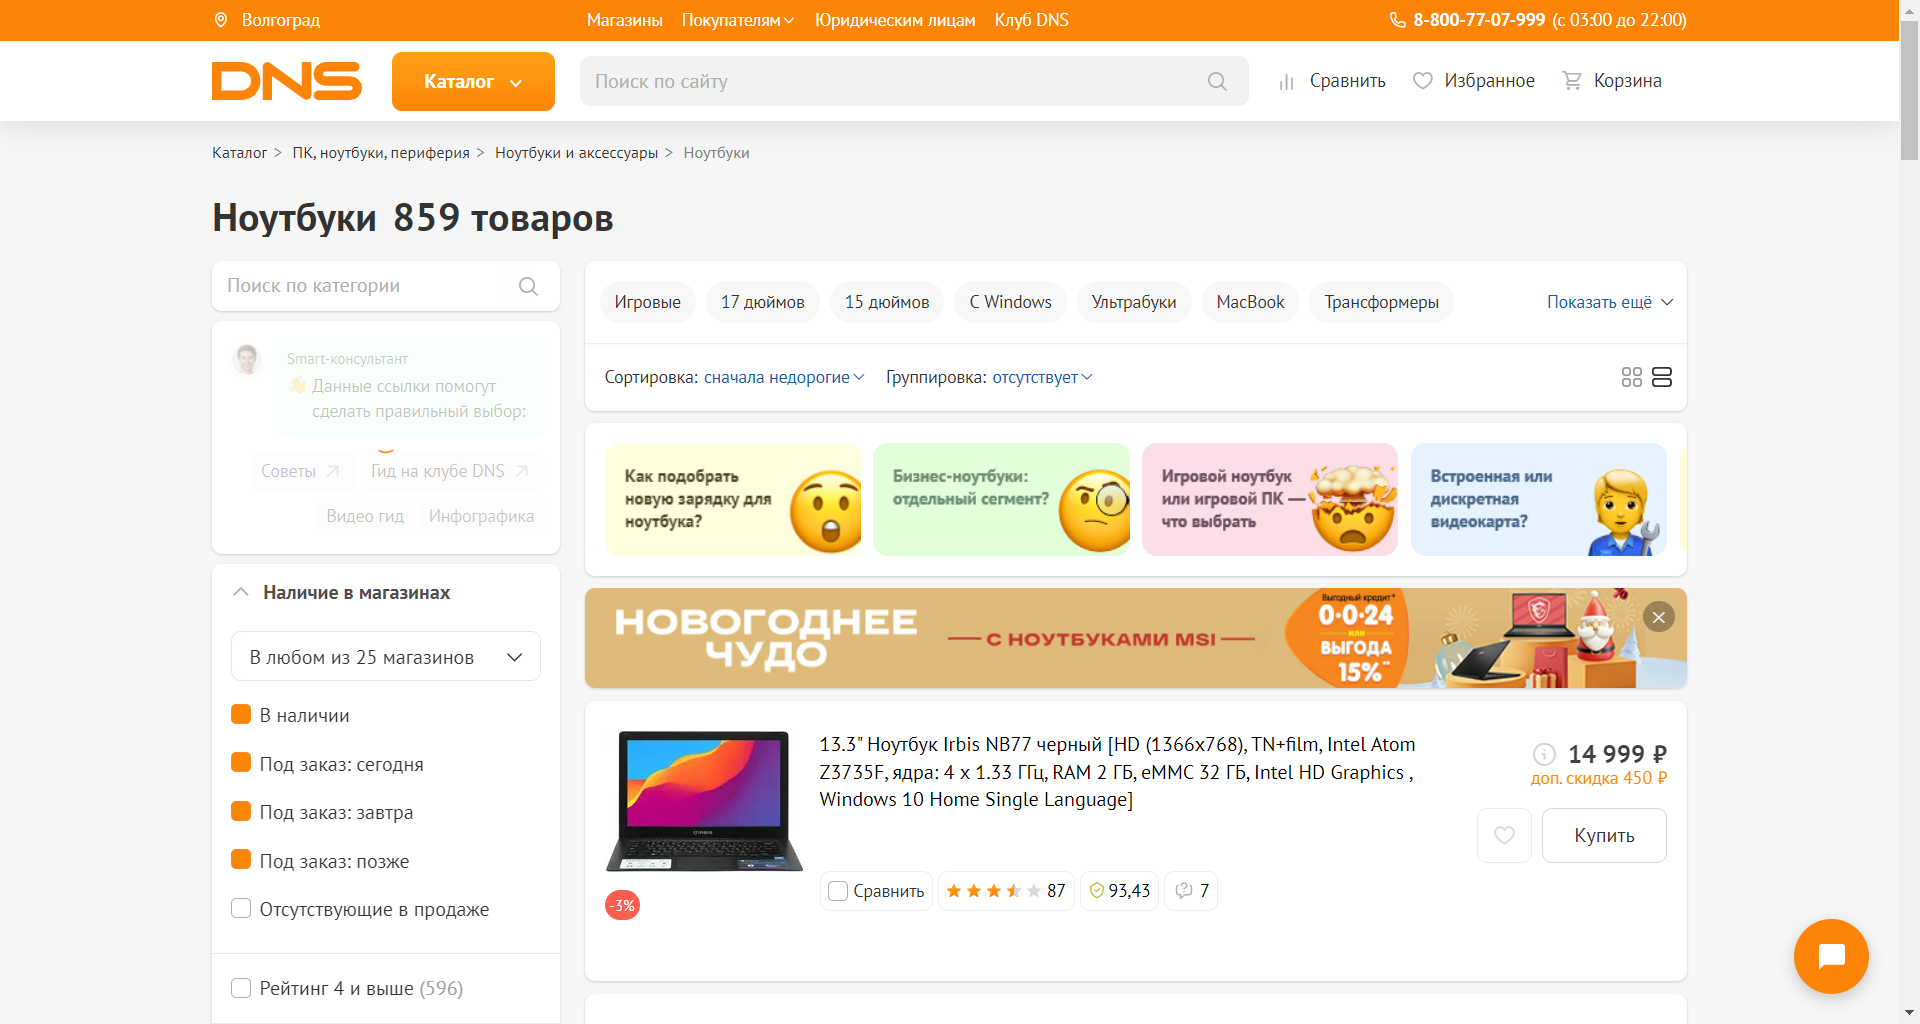 Волгоград
Магазины Покупателям Юридическим лицам Клуб DNS
8-800-77-07-999 (с 03:00 до 22:00)
DNS
Каталог
Поиск по сайту
Сравнить Избранное Корзина
Каталог > ПК, ноутбуки, периферия > Ноутбуки и аксессуары > Ноутбуки
Ноутбуки 859 товаров
Поиск по категории
Smart-консультант
Данные ссылки помогут
сделать правильный выбор:
Советы Гид на клубе DNS
Видео гид Инфографика
Наличие в магазинах
В любом из 25 магазинов
В наличии
Под заказ: сегодня
Под заказ: завтра
Под заказ: позже
Отсутствующие в продаже
Рейтинг 4 и выше (596)
Игровые 17 дюймов 15 дюймов С Windows Ультрабуки MacBook Трансформеры Показать ещё
Сортировка: сначала недорогие Группировка: отсутствует
Как подобрать
новую зарядку для
ноутбука?
Бизнес-ноутбуки:
отдельный сегмент?
Игровой ноутбук
или игровой ПК —
что выбрать
Встроенная или
дискретная
видеокарта?
НОВОГОДНЕЕ
ЧУДО
С НОУТБУКАМИ MSI
Выгодный кредит*
0·0·24
или
ВЫГОДА
15%**
13.3" Ноутбук Irbis NB77 черный [HD (1366x768), TN+film, Intel Atom
Z3735F, ядра: 4 х 1.33 ГГц, RAM 2 ГБ, eMMC 32 ГБ, Intel HD Graphics ,
Windows 10 Home Single Language]
14 999 ₽
доп. скидка 450 ₽
Купить
-3%
Сравнить 87 93,43 7